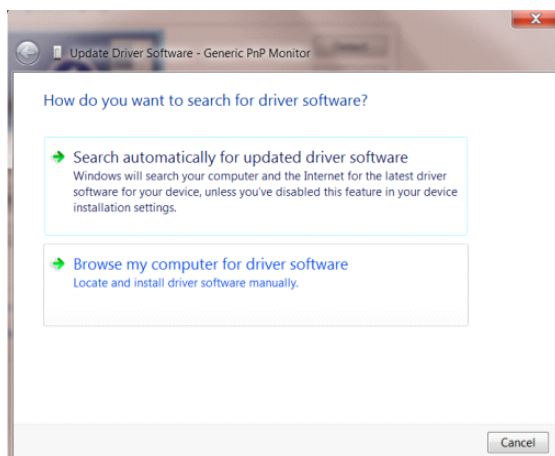 Update Driver Software - Generic PnP Monitor
How do you want to search for driver software?
Search automatically for updated driver software
Windows will search your computer and the Internet for the latest driver
software for your device, unless you've disabled this feature in your device
installation settings.
Browse my computer for driver software
Locate and install driver software manually.
Cancel